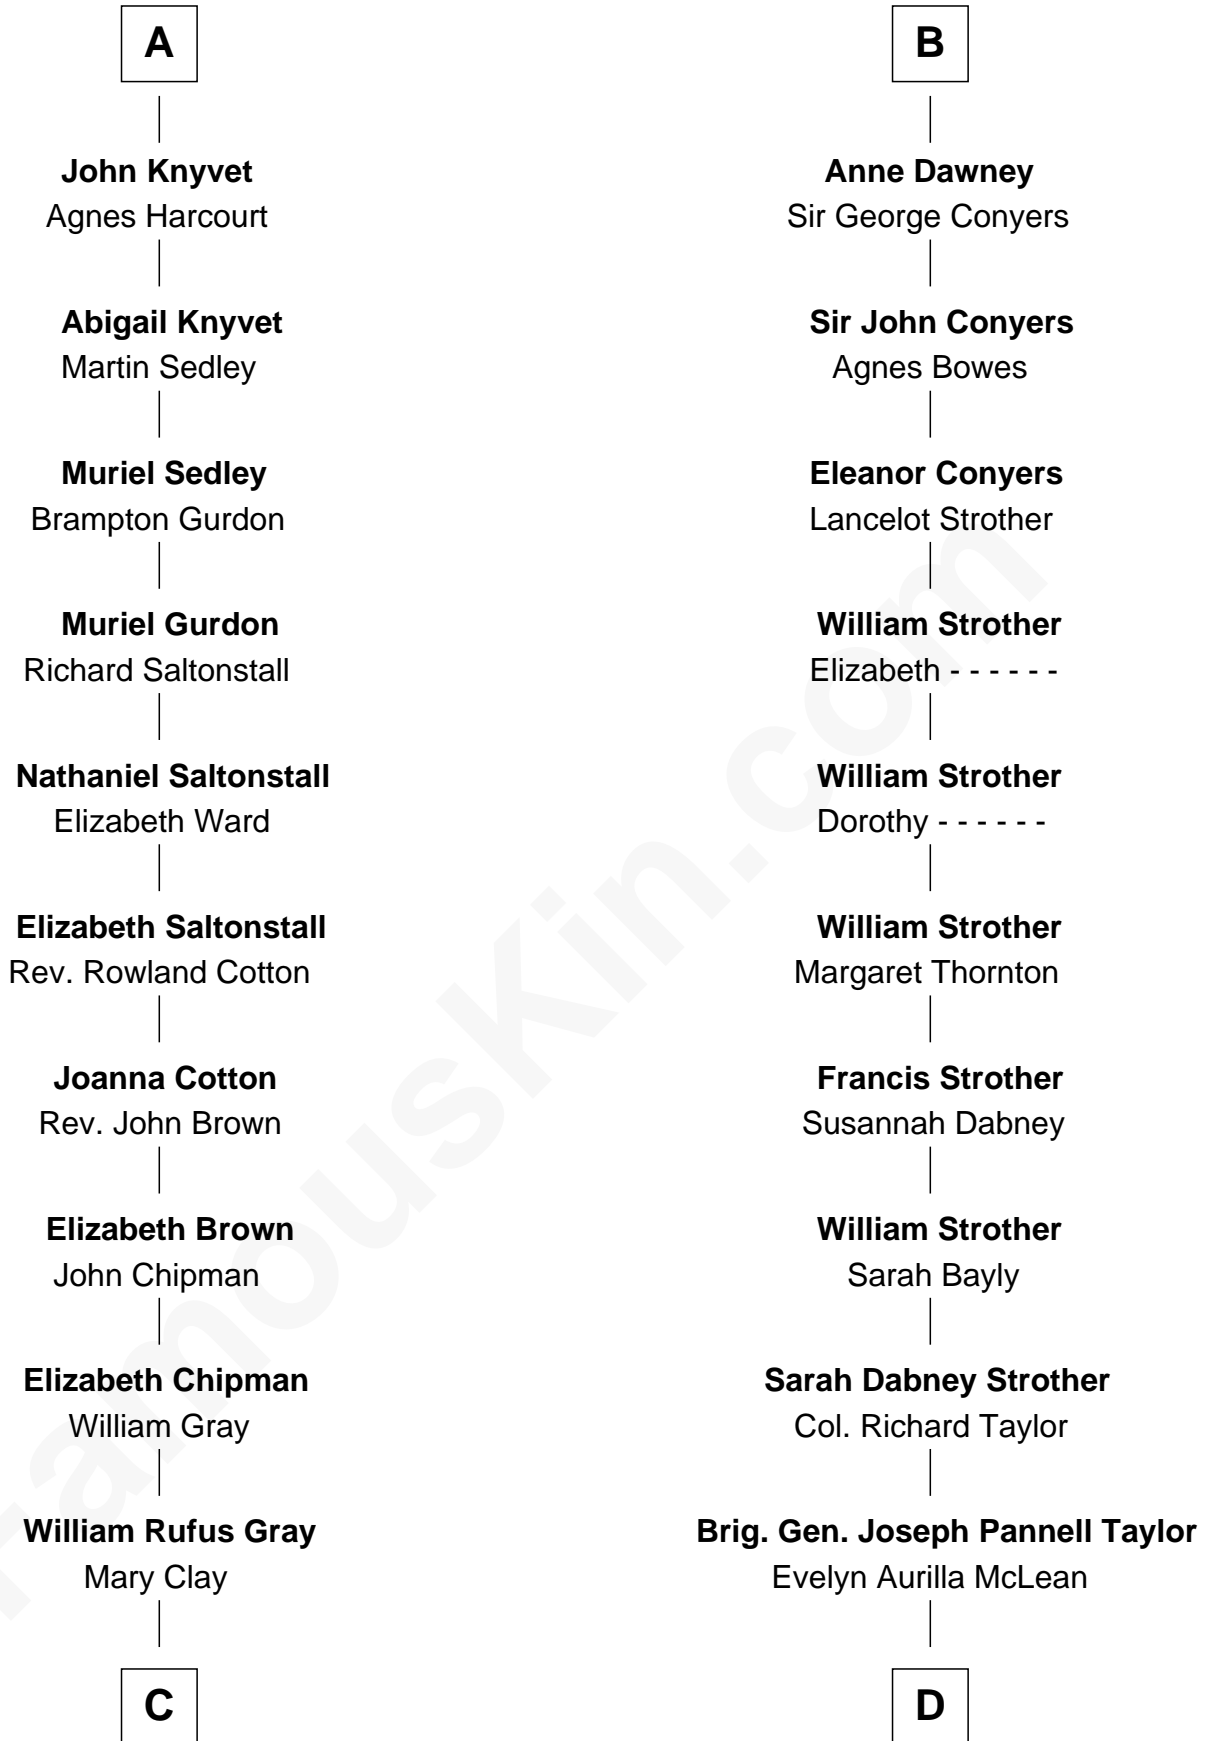 A
John Knyvet
Agnes Harcourt
Abigail Knyvet
Martin Sedley
Muriel Sedley
Brampton Gurdon
Muriel Gurdon
Richard Saltonstall
Nathaniel Saltonstall
Elizabeth Ward
Elizabeth Saltonstall
Rev. Rowland Cotton
Joanna Cotton
Rev. John Brown
Elizabeth Brown
John Chipman
Elizabeth Chipman
William Gray
William Rufus Gray
Mary Clay
C
B
Anne Dawney
Sir George Conyers
Sir John Conyers
Agnes Bowes
Eleanor Conyers
Lancelot Strother
William Strother
Elizabeth - - - - - -
William Strother
Dorothy - - - - - -
William Strother
Margaret Thornton
Francis Strother
Susannah Dabney
William Strother
Sarah Bayly
Sarah Dabney Strother
Col. Richard Taylor
Brig. Gen. Joseph Pannell Taylor
Evelyn Aurilla McLean
D
FamousKin.com